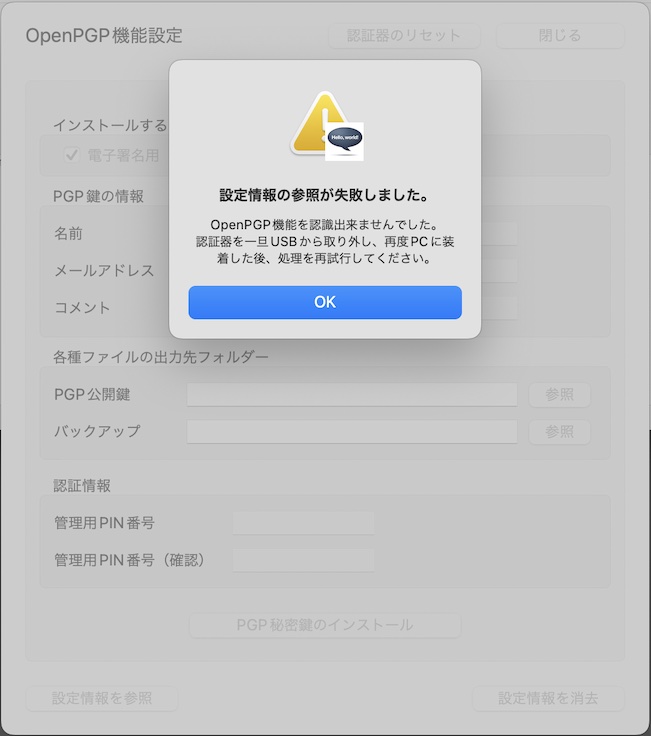 OpenPGP機能設定
認証器のリセット
閉じる
Hello, world!
設定情報の参照が失敗しました。
OpenPGP機能を認識出来ませんでした。
認証器を一旦USBから取り外し、再度PCに装
着した後、処理を再試行してください。
OK
インストールする
電子署名用
PGP鍵の情報
名前
メールアドレス
コメント
各種ファイルの出力先フォルダー
PGP公開鍵
参照
バックアップ
参照
認証情報
管理用PIN番号
管理用PIN番号（確認）
PGP秘密鍵のインストール
設定情報を参照
設定情報を消去